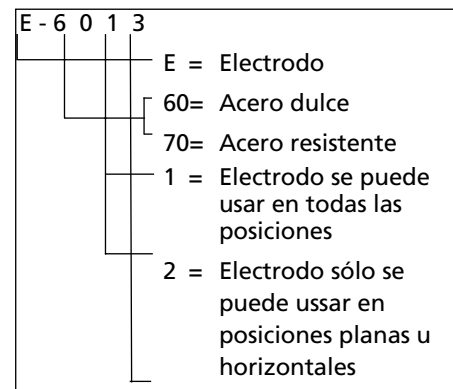 E - 6 0 1 3
E = Electrodo
60= Acero dulce
70= Acero resistente
1 = Electrodo se puede
usar en todas las
posiciones
2 = Electrodo sólo se
puede ussar en
posiciones planas u
horizontales